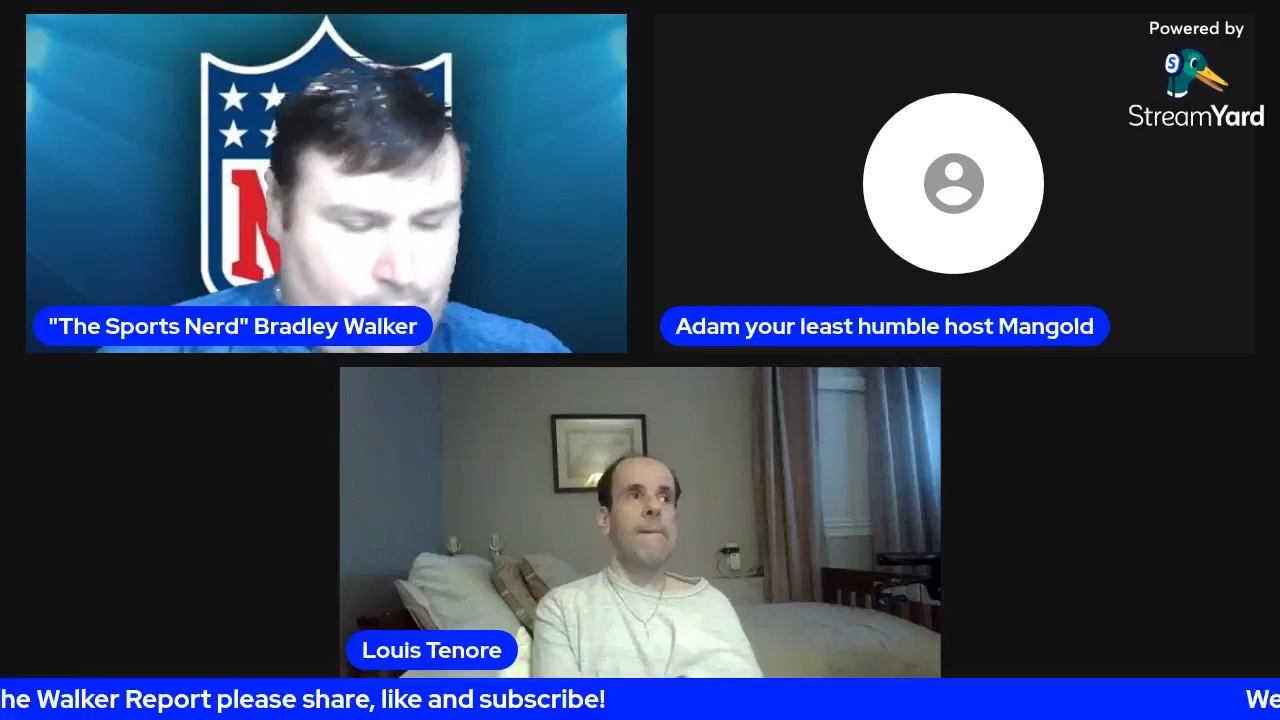 Powered by
S
StreamYard
N
"The Sports Nerd" Bradley Walker
Adam your least humble host Mangold
Louis Tenore
he Walker Report please share, like and subscribe!
We